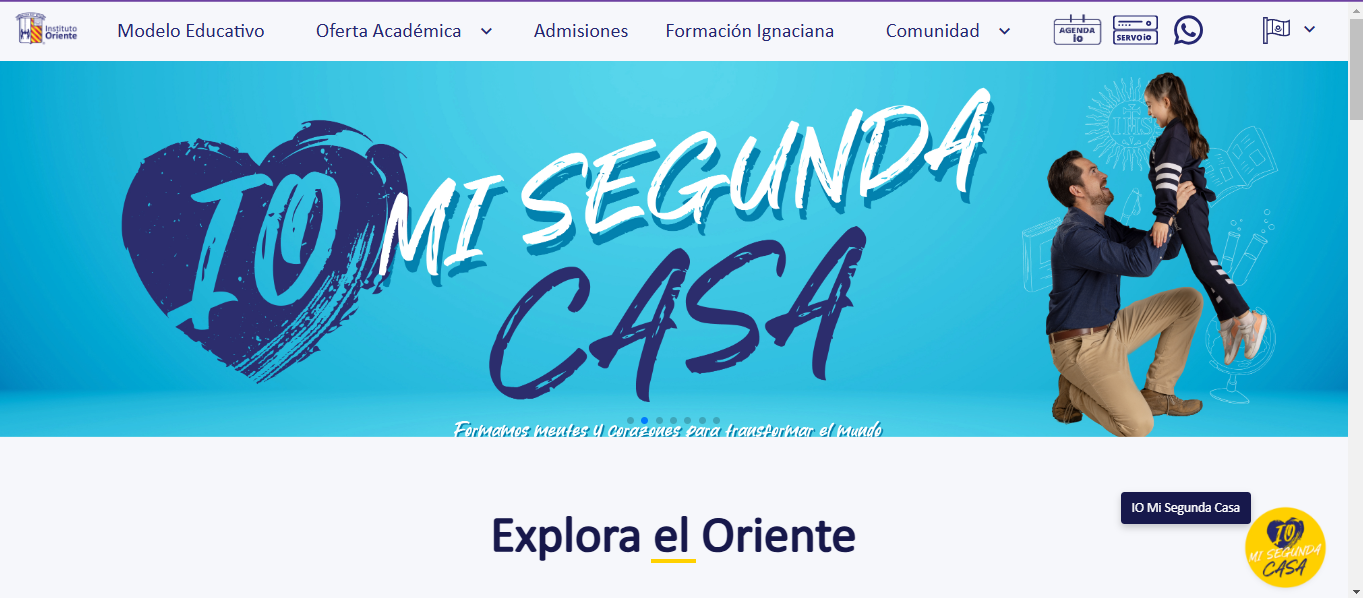 Instituto
Oriente
Modelo Educativo
Oferta Académica
Admisiones
Formación Ignaciana
Comunidad
AGENDA
io
SERVOiO
IO MI SEGUNDA
CASA
IHS
Formamos mentes y corazones para transformar el mundo
Explora el Oriente
IO Mi Segunda Casa
IO
MI SEGUNDA
CASA